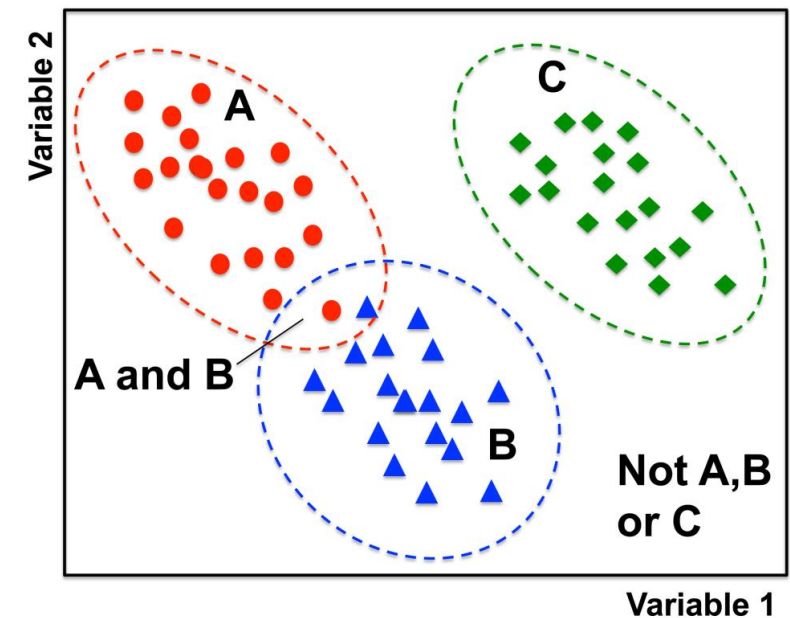 Variable 2
A
C
A and B
B
Not A,B
or C
Variable 1